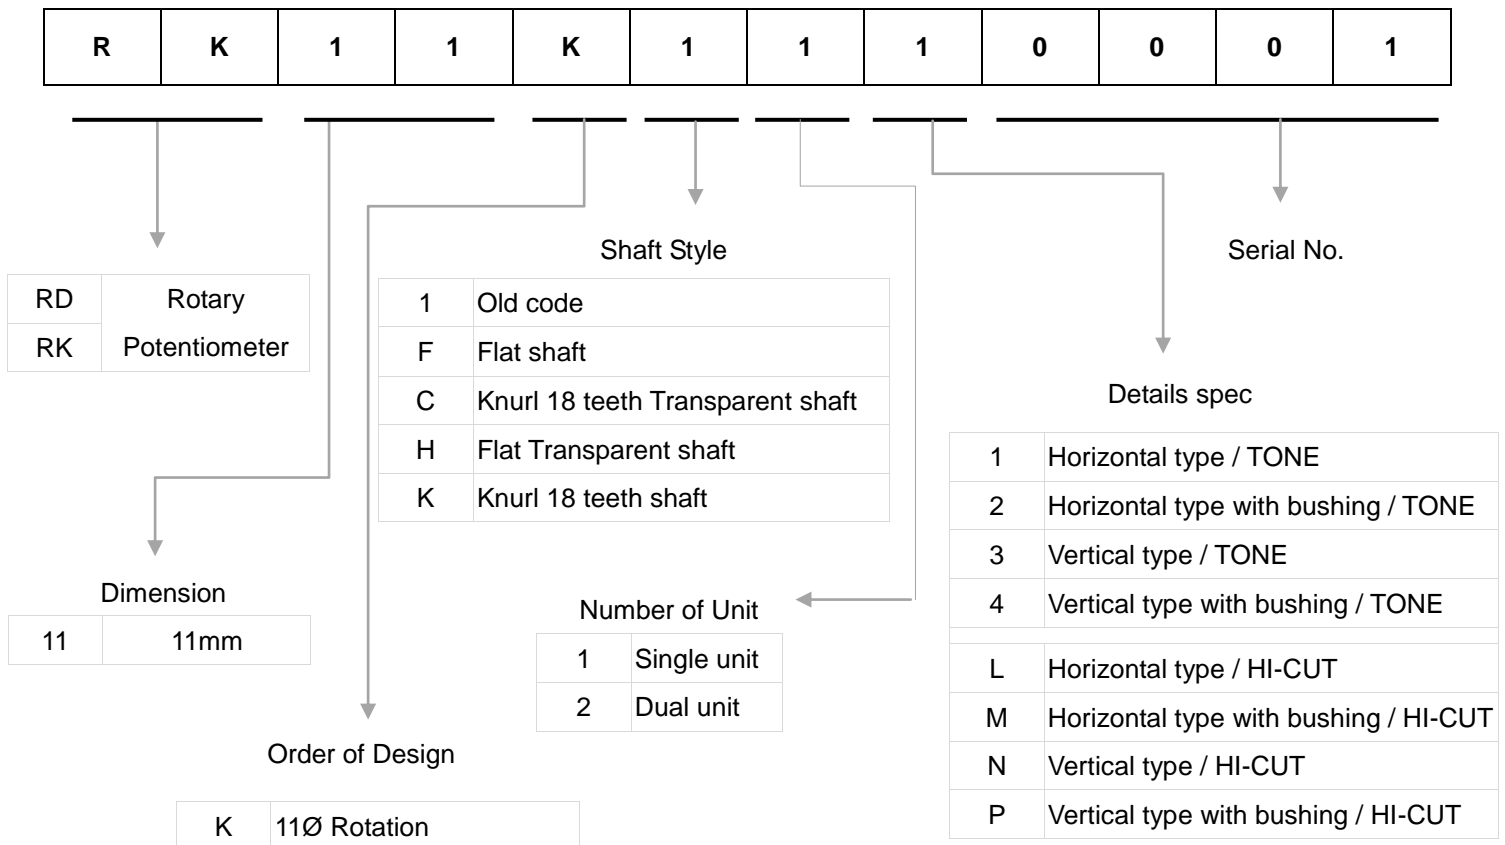 R K 1 1 K 1 1 1 0 0 0 1
Shaft Style
Serial No.
RD Rotary
RK Potentiometer
1 Old code
F Flat shaft
C Knurl 18 teeth Transparent shaft
H Flat Transparent shaft
K Knurl 18 teeth shaft
Details spec
1 Horizontal type / TONE
2 Horizontal type with bushing / TONE
3 Vertical type / TONE
4 Vertical type with bushing / TONE
L Horizontal type / HI-CUT
M Horizontal type with bushing / HI-CUT
N Vertical type / HI-CUT
P Vertical type with bushing / HI-CUT
Dimension
11 11mm
Number of Unit
1 Single unit
2 Dual unit
Order of Design
K 11Ø Rotation